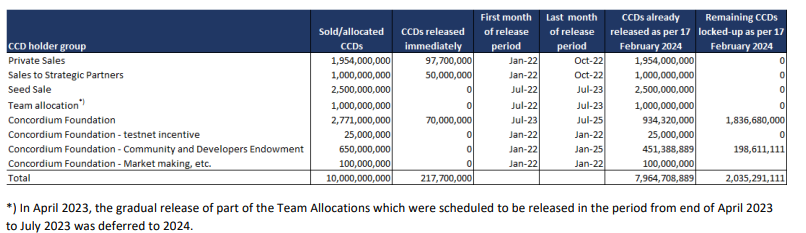 CCD holder group | Sold/allocated CCDs | CCDs released immediately | First month of release period | Last month of release period | CCDs already released as per 17 February 2024 | Remaining CCDs locked-up as per 17 February 2024
Private Sales | 1,954,000,000 | 97,700,000 | Jan-22 | Oct-22 | 1,954,000,000 | 0
Sales to Strategic Partners | 1,000,000,000 | 50,000,000 | Jan-22 | Oct-22 | 1,000,000,000 | 0
Seed Sale | 2,500,000,000 | 0 | Jul-22 | Jul-23 | 2,500,000,000 | 0
Team allocation*) | 1,000,000,000 | 0 | Jul-22 | Jul-23 | 1,000,000,000 | 0
Concordium Foundation | 2,771,000,000 | 70,000,000 | Jul-23 | Jul-25 | 934,320,000 | 1,836,680,000
Concordium Foundation - testnet incentive | 25,000,000 | 0 | Jan-22 | Jan-22 | 25,000,000 | 0
Concordium Foundation - Community and Developers Endowment | 650,000,000 | 0 | Jan-22 | Jan-25 | 451,388,889 | 198,611,111
Concordium Foundation - Market making, etc. | 100,000,000 | 0 | Jan-22 | Jan-22 | 100,000,000
Total | 10,000,000,000 | 217,700,000 | 7,964,708,889 | 2,035,291,111
*) In April 2023, the gradual release of part of the Team Allocations which were scheduled to be released in the period from end of April 2023
to July 2023 was deferred to 2024.